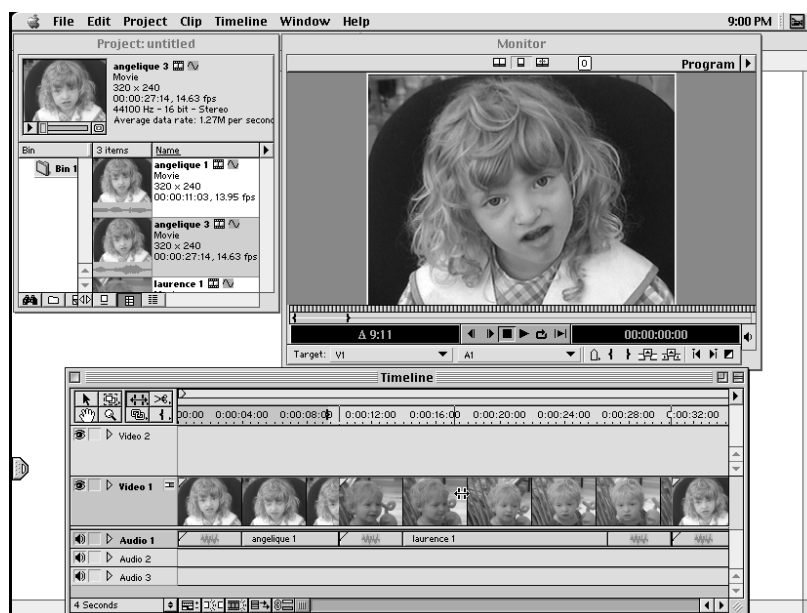 File Edit Project Clip Timeline Window Help 9:00 PM
Project: untitled
angelique 3
Movie
320 x 240
00:00:27:14, 14.63 fps
44100 Hz - 16 bit - Stereo
Average data rate: 1.27M per second
Bin 3 items Name
Bin 1
angelique 1
Movie
320 x 240
00:00:11:03, 13.95 fps
angelique 3
Movie
320 x 240
00:00:27:14, 14.63 fps
laurence 1
Monitor
Program
Δ 9:11 00:00:00:00
Target: V1 A1
Timeline
00:00 0:00:04:00 0:00:08:0 0:00:12:00 0:00:16:00 0:00:20:00 0:00:24:00 0:00:28:00 0:00:32:00
Video 2
Video 1
Audio 1 angelique 1 laurence 1
Audio 2
Audio 3
4 Seconds